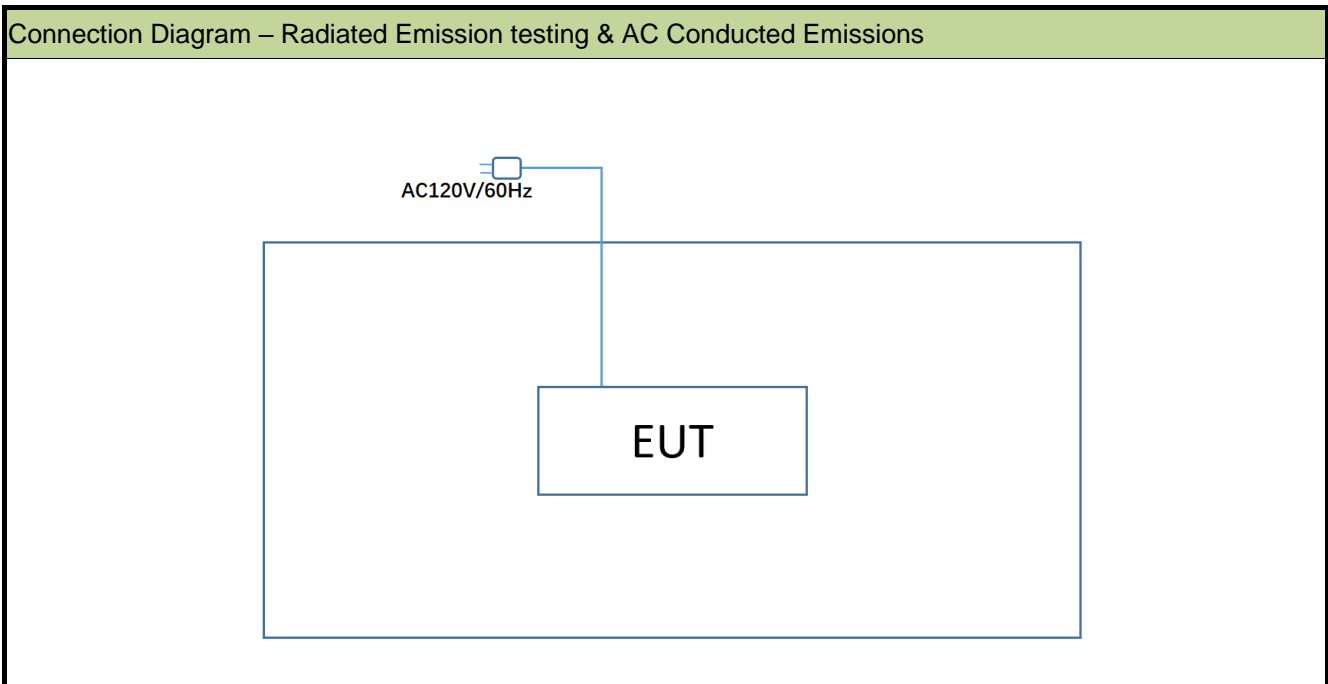 Connection Diagram – Radiated Emission testing & AC Conducted Emissions
AC120V/60Hz
EUT